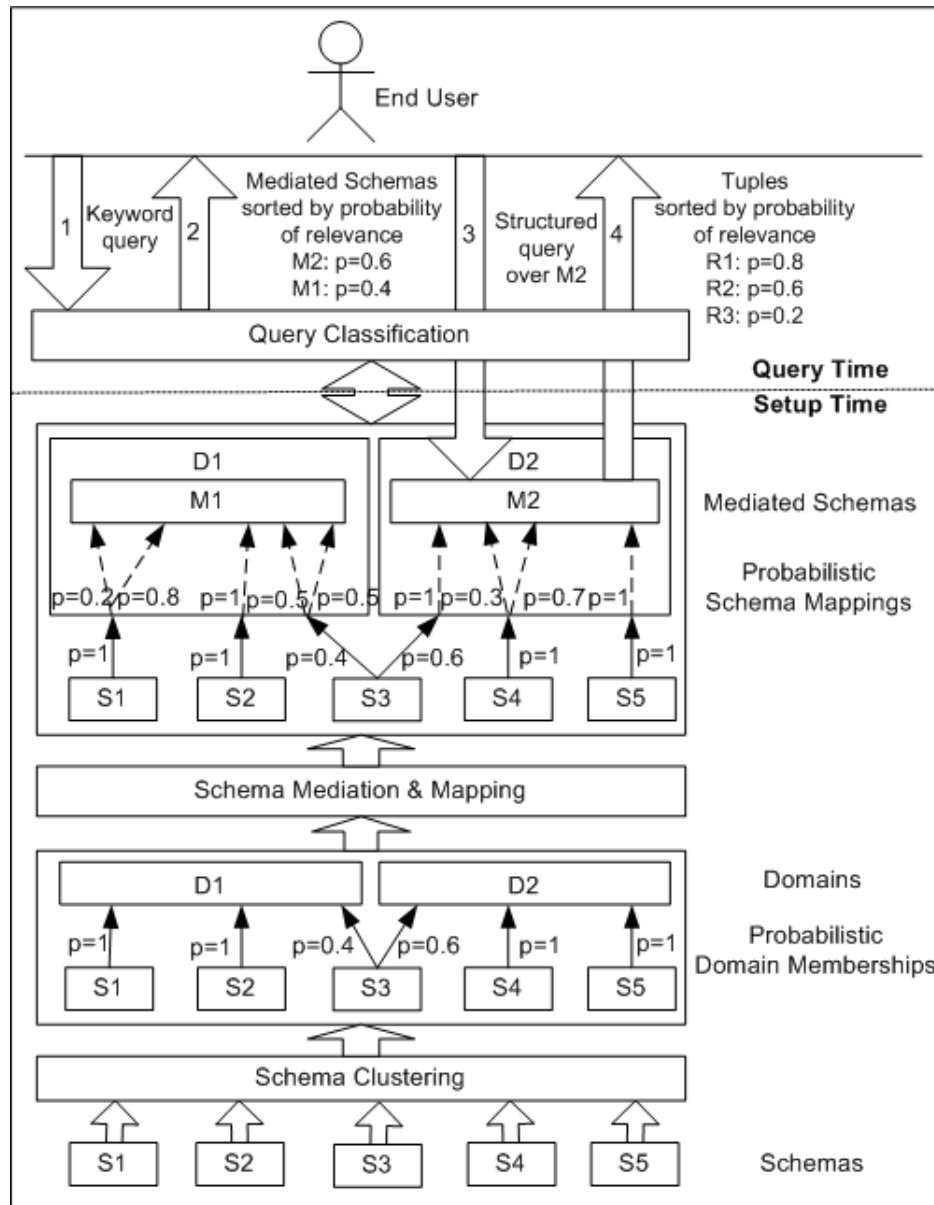 End User
1
Keyword
query
2
Mediated Schemas
sorted by probability
of relevance
M2: p=0.6
M1: p=0.4
3
Structured
query
over M2
4
Tuples
sorted by probability
of relevance
R1: p=0.8
R2: p=0.6
R3: p=0.2
Query Classification
Query Time
Setup Time
D1
D2
M1
M2
Mediated Schemas
p=0.2
p=0.8
p=1
p=0.5
p=0.5
p=1
p=0.3
p=0.7
p=1
Probabilistic
Schema Mappings
p=1
p=1
p=0.4
p=0.6
p=1
p=1
S1
S2
S3
S4
S5
Schema Mediation & Mapping
D1
D2
Domains
p=1
p=1
p=0.4
p=0.6
p=1
p=1
Probabilistic
Domain Memberships
S1
S2
S3
S4
S5
Schema Clustering
S1
S2
S3
S4
S5
Schemas